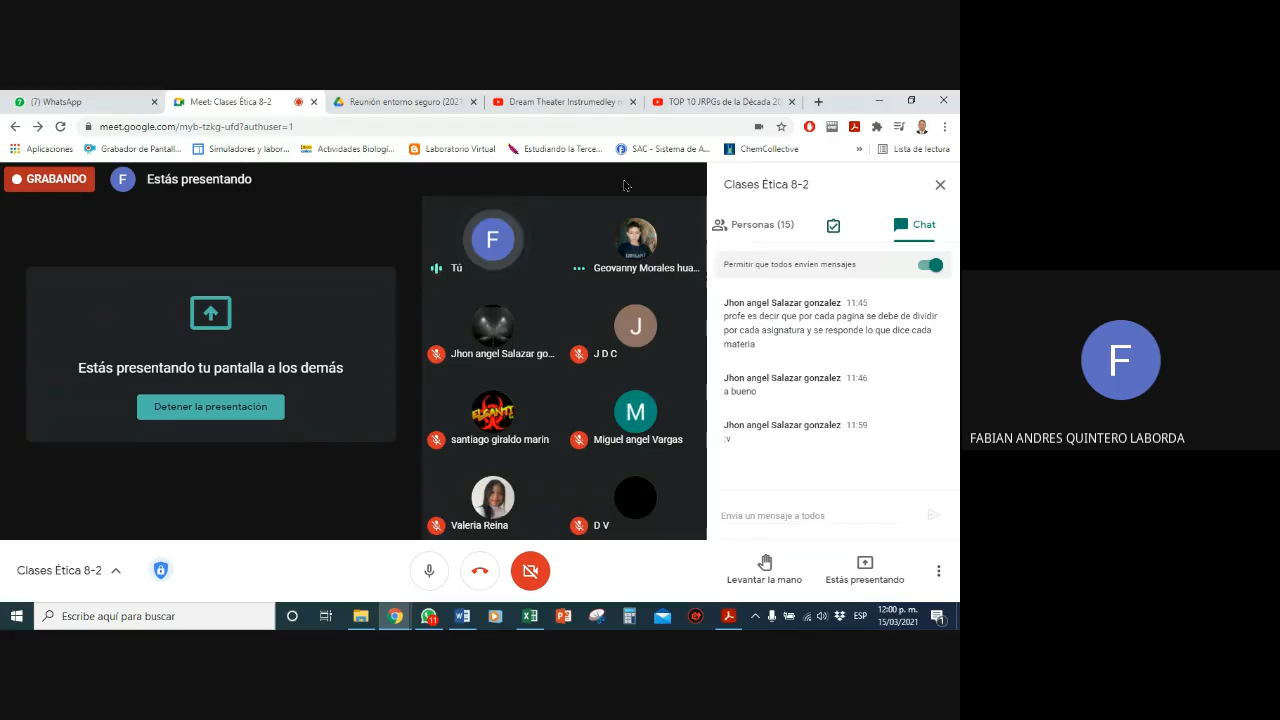 (7) WhatsApp
Meet: Clases Ética 8-2
Reunión entorno seguro (2021
Dream Theater Instrumedley
TOP 10 JRPGs de la Década 20
meet.google.com/myb-tzkg-ufd?authuser=1
Aplicaciones
Grabador de Pantall...
Simuladores y labor...
Actividades Biologí...
Laboratorio Virtual
Estudiando la Terce...
SAC - Sistema de A...
ChemCollective
»
Lista de lectura
GRABANDO
F
Estás presentando
Clases Ética 8-2
Personas (15)
Chat
Permitir que todos envíen mensajes
F
Tú
Geovanny Morales hua...
Jhon angel Salazar go...
J
J D C
santiago giraldo marin
M
Miguel angel Vargas
Valeria Reina
D V
Estás presentando tu pantalla a los demás
Detener la presentación
Jhon angel Salazar gonzalez 11:45
profe es decir que por cada pagina se debe de dividir
por cada asignatura y se responde lo que dice cada
materia
Jhon angel Salazar gonzalez 11:46
a bueno
Jhon angel Salazar gonzalez 11:59
:v
Envía un mensaje a todos
Clases Ética 8-2
Levantar la mano
Estás presentando
Escribe aquí para buscar
11
ESP
12:00 p. m.
15/03/2021
1
F
FABIAN ANDRES QUINTERO LABORDA